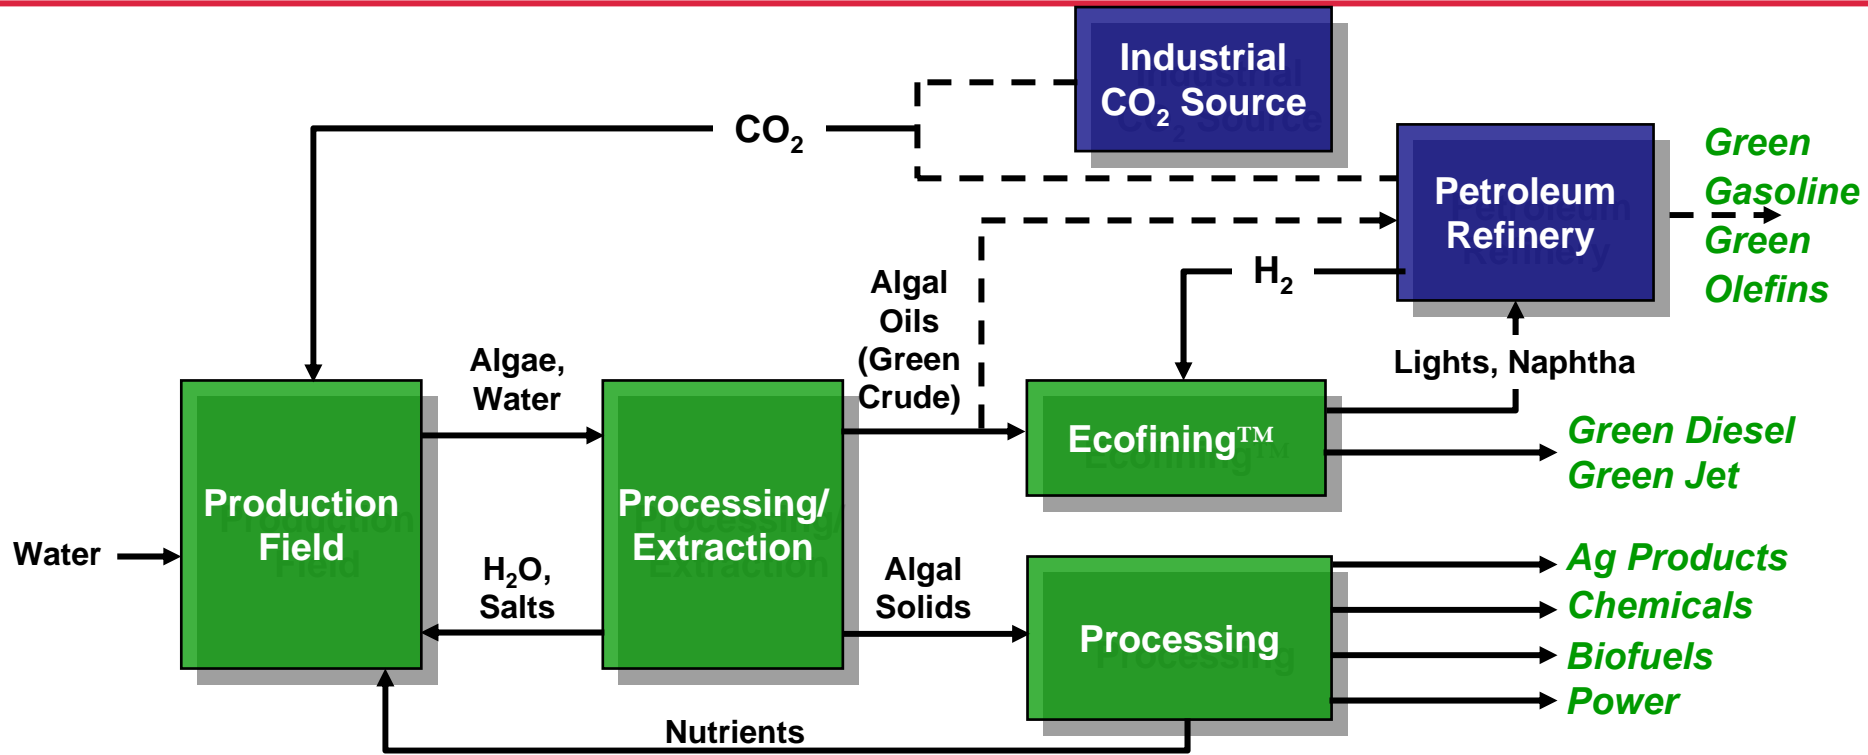 Industrial
CO₂ Source
CO₂
Petroleum
Refinery
Green
Gasoline
Green
Olefins
H₂
Algal
Oils
(Green
Crude)
Lights, Naphtha
Algae,
Water
Ecofining™
Green Diesel
Green Jet
Production
Field
Processing/
Extraction
Water
H₂O,
Salts
Algal
Solids
Processing
Ag Products
Chemicals
Biofuels
Power
Nutrients